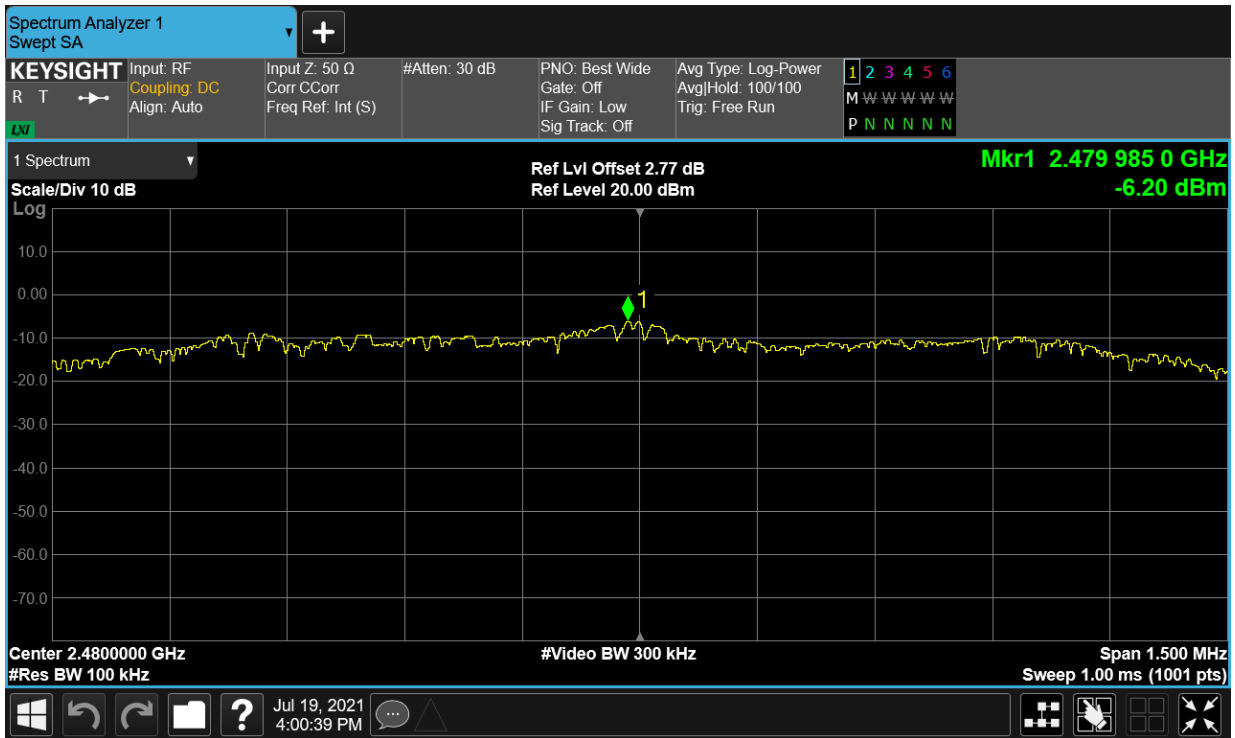 Spectrum Analyzer 1
Swept SA
+
KEYSIGHT
R T
LXI
Input: RF
Coupling: DC
Align: Auto
Input Z: 50 Ω
Corr CCorr
Freq Ref: Int (S)
#Atten: 30 dB
PNO: Best Wide
Gate: Off
IF Gain: Low
Sig Track: Off
Avg Type: Log-Power
Avg|Hold: 100/100
Trig: Free Run
1 2 3 4 5 6
M W W W W W
P N N N N N
1 Spectrum
Scale/Div 10 dB
Log
Ref Lvl Offset 2.77 dB
Ref Level 20.00 dBm
Mkr1 2.479 985 0 GHz
-6.20 dBm
10.0
0.00
1
-10.0
-20.0
-30.0
-40.0
-50.0
-60.0
-70.0
Center 2.4800000 GHz
#Res BW 100 kHz
#Video BW 300 kHz
Span 1.500 MHz
Sweep 1.00 ms (1001 pts)
?
Jul 19, 2021
4:00:39 PM